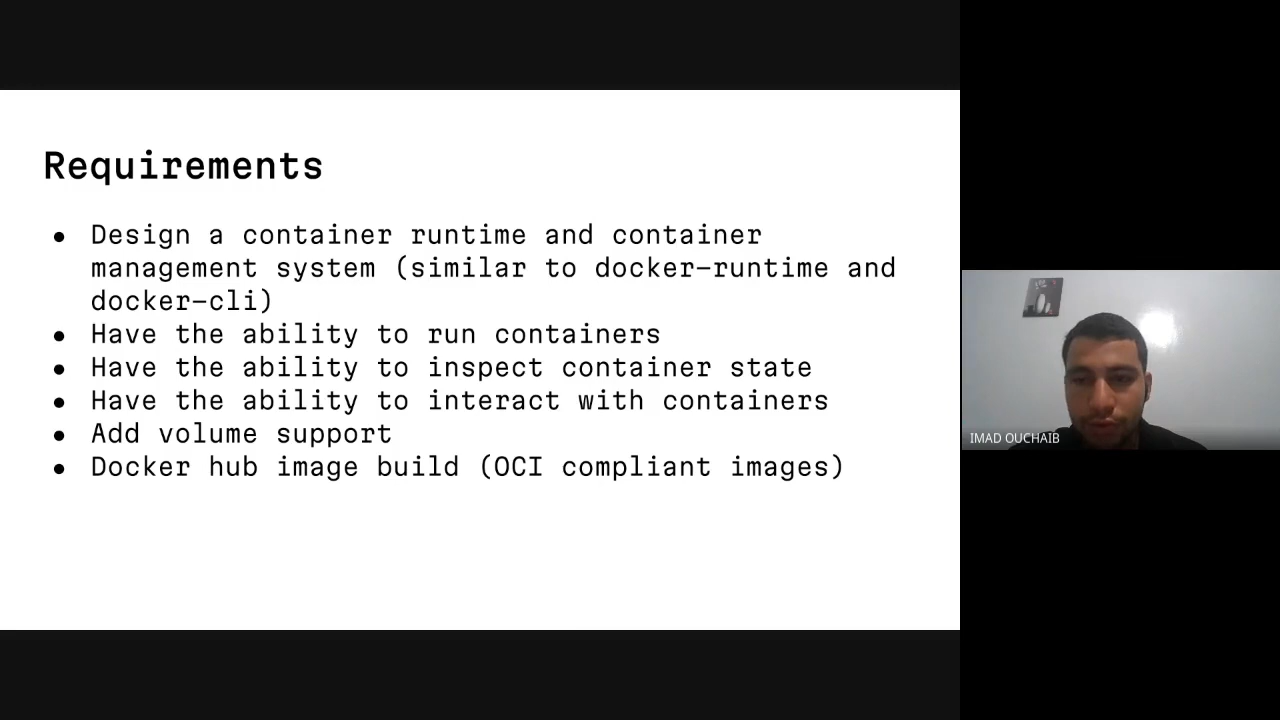 Requirements
● Design a container runtime and container
management system (similar to docker-runtime and
docker-cli)
● Have the ability to run containers
● Have the ability to inspect container state
● Have the ability to interact with containers
● Add volume support
● Docker hub image build (OCI compliant images)
IMAD OUCHAIB